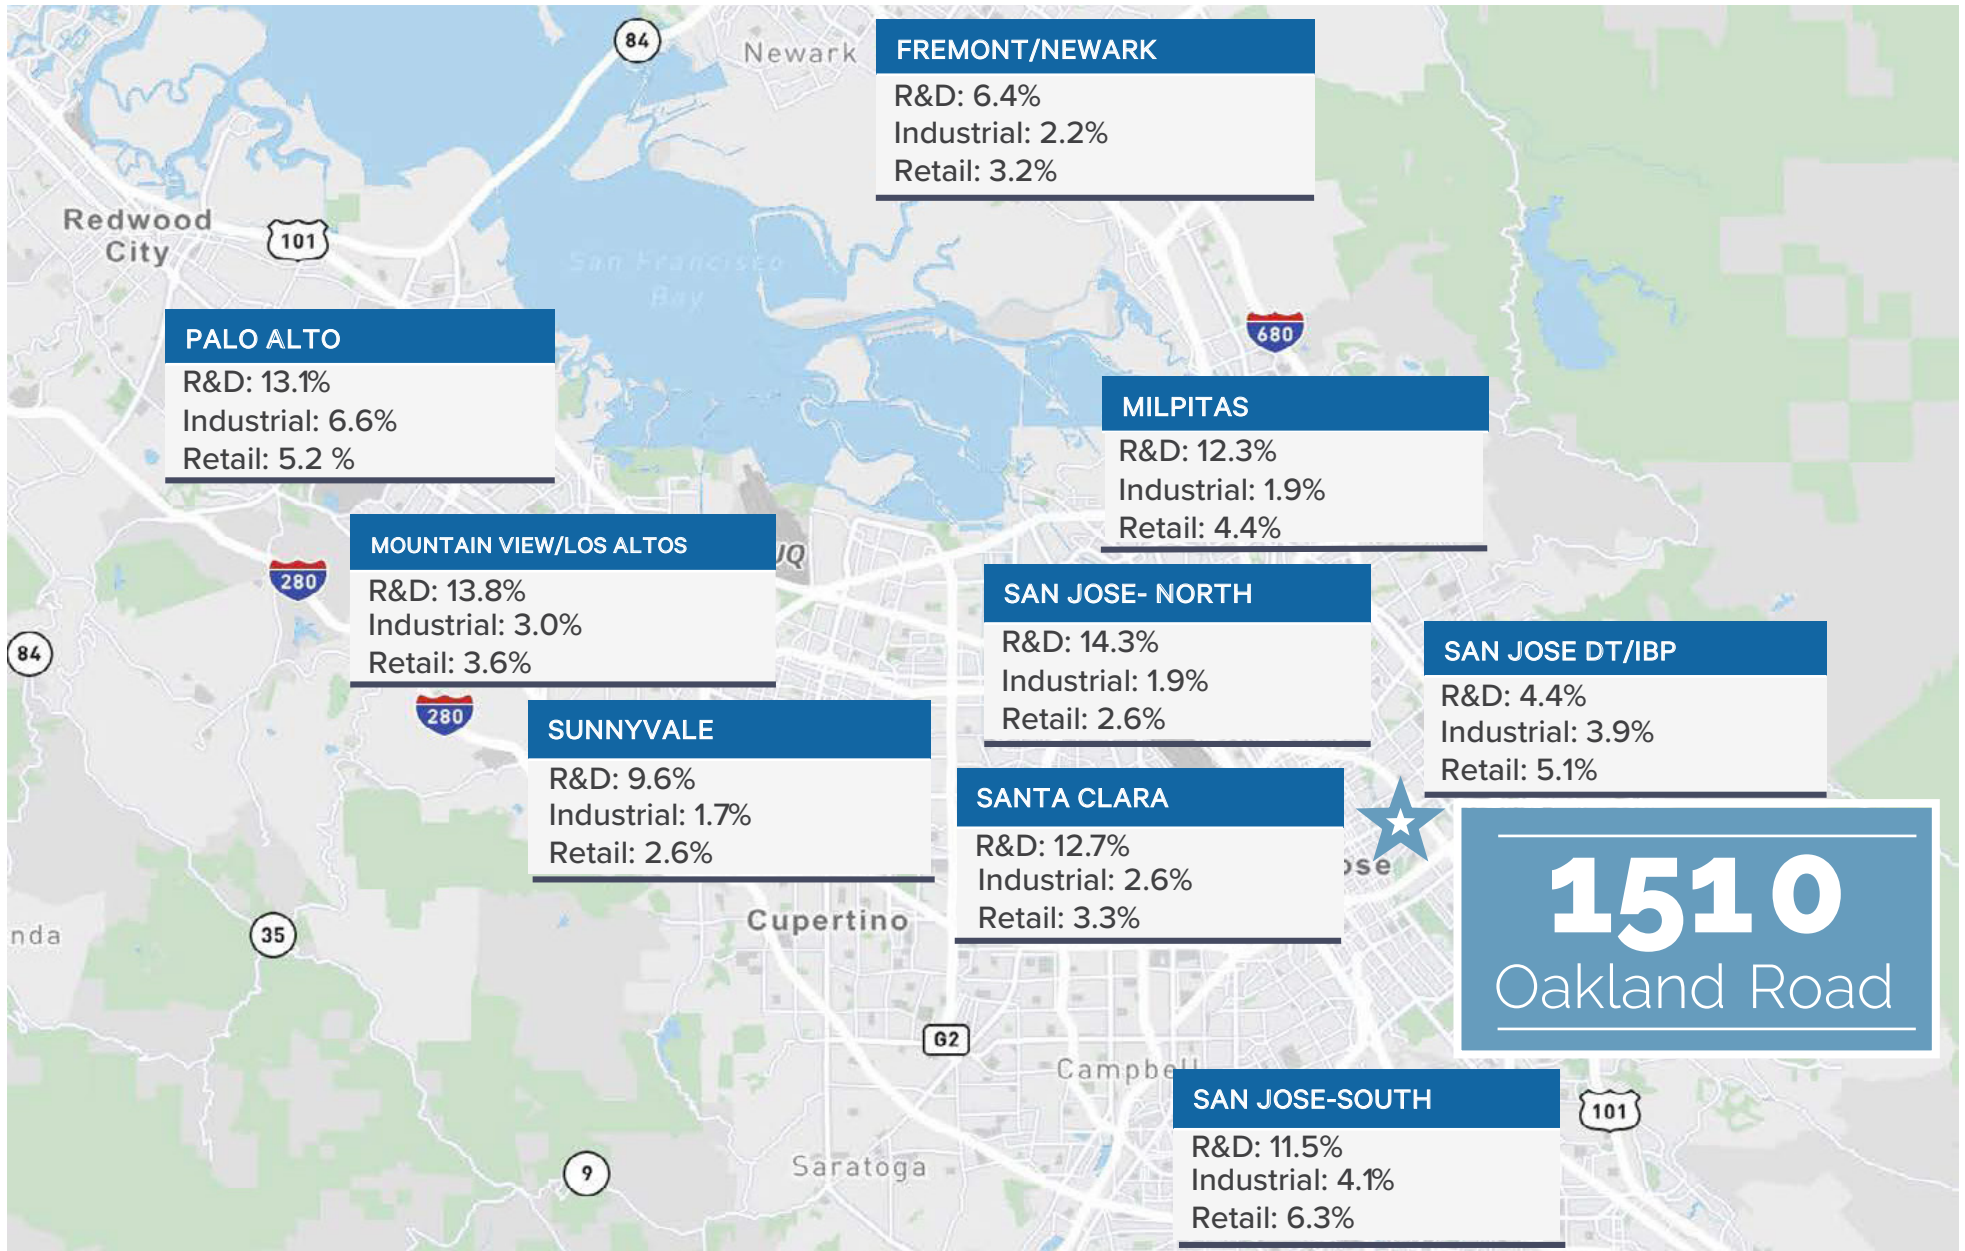 84
Newark
FREMONT/NEWARK
R&D: 6.4%
Industrial: 2.2%
Retail: 3.2%
Redwood
City
101
San Francisco
Bay
680
PALO ALTO
R&D: 13.1%
Industrial: 6.6%
Retail: 5.2 %
MILPITAS
R&D: 12.3%
Industrial: 1.9%
Retail: 4.4%
MOUNTAIN VIEW/LOS ALTOS
R&D: 13.8%
Industrial: 3.0%
Retail: 3.6%
UQ
280
84
SAN JOSE- NORTH
R&D: 14.3%
Industrial: 1.9%
Retail: 2.6%
SAN JOSE DT/IBP
R&D: 4.4%
Industrial: 3.9%
Retail: 5.1%
280
SUNNYVALE
R&D: 9.6%
Industrial: 1.7%
Retail: 2.6%
SANTA CLARA
R&D: 12.7%
Industrial: 2.6%
Retail: 3.3%
ose
1510
Oakland Road
Cupertino
nda
35
G2
Campbell
SAN JOSE-SOUTH
R&D: 11.5%
Industrial: 4.1%
Retail: 6.3%
101
9
Saratoga